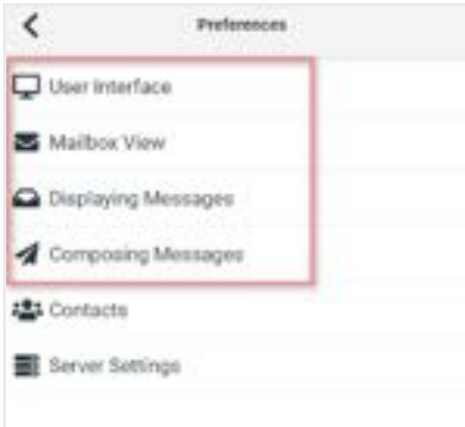 Preferences
User Interface
Mailbox View
Displaying Messages
Composing Messages
Contacts
Server Settings